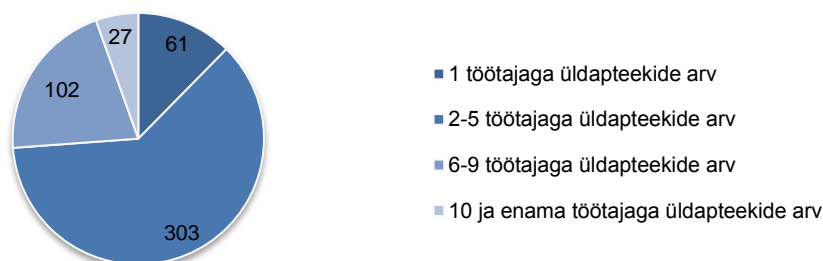 27
61
102
303
1 töötajaga üldapteekide arv
2-5 töötajaga üldapteekide arv
6-9 töötajaga üldapteekide arv
10 ja enama töötajaga üldapteekide arv